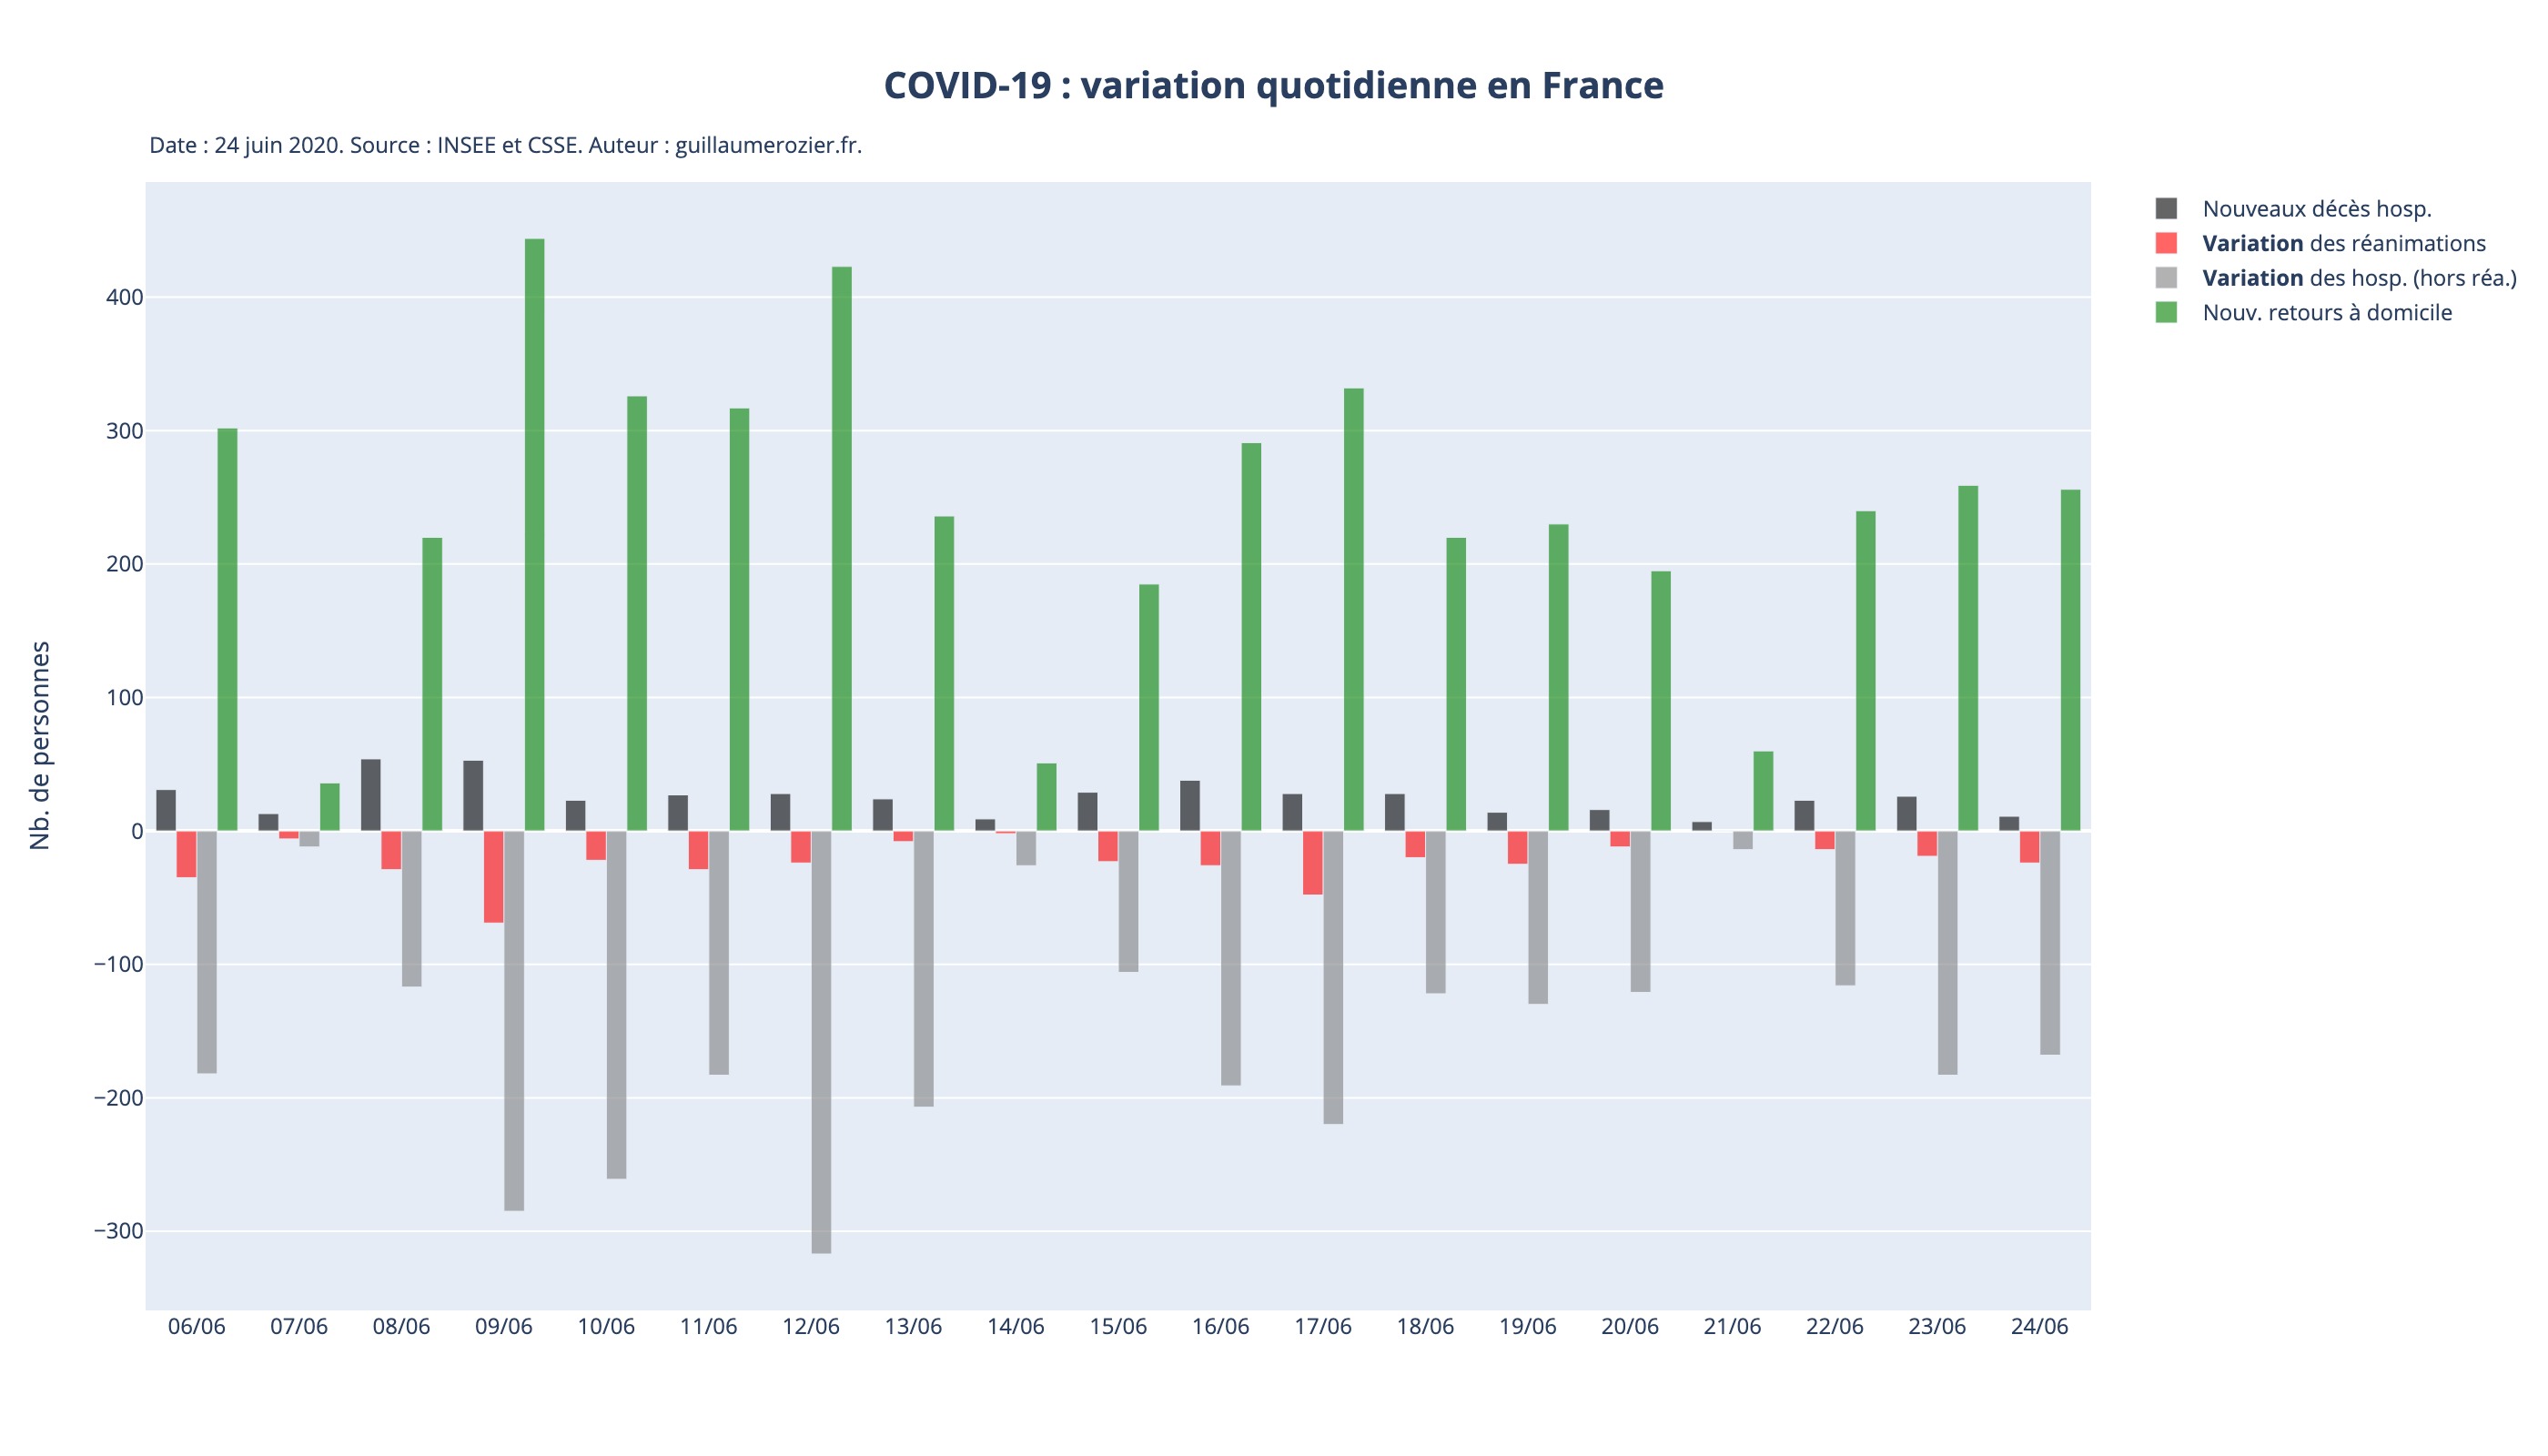 COVID-19 : variation quotidienne en France
Date : 24 juin 2020. Source : INSEE et CSSE. Auteur : guillaumerozier.fr.
Nouveaux décès hosp.
Variation des réanimations
Variation des hosp. (hors réa.)
Nouv. retours à domicile
Nb. de personnes
400
300
200
100
0
−100
−200
−300
06/06 07/06 08/06 09/06 10/06 11/06 12/06 13/06 14/06 15/06 16/06 17/06 18/06 19/06 20/06 21/06 22/06 23/06 24/06